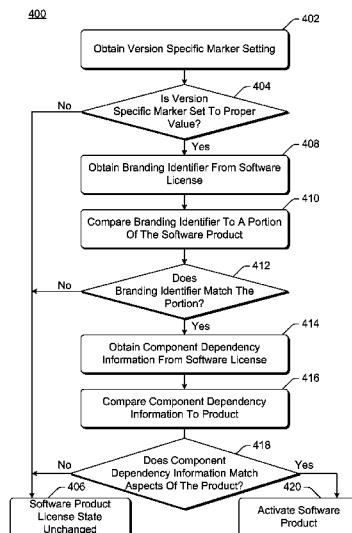 400
402
Obtain Version Specific Marker Setting
404
Is Version
Specific Marker Set To Proper
Value?
No
Yes
408
Obtain Branding Identifier From Software
License
410
Compare Branding Identifier To A Portion
Of The Software Product
412
Does
Branding Identifier Match The
Portion?
No
Yes
414
Obtain Component Dependency
Information From Software License
416
Compare Component Dependency
Information To Product
418
Does Component
Dependency Information Match
Aspects Of The Product?
No
Yes
406
Software Product
License State
Unchanged
420
Activate Software
Product